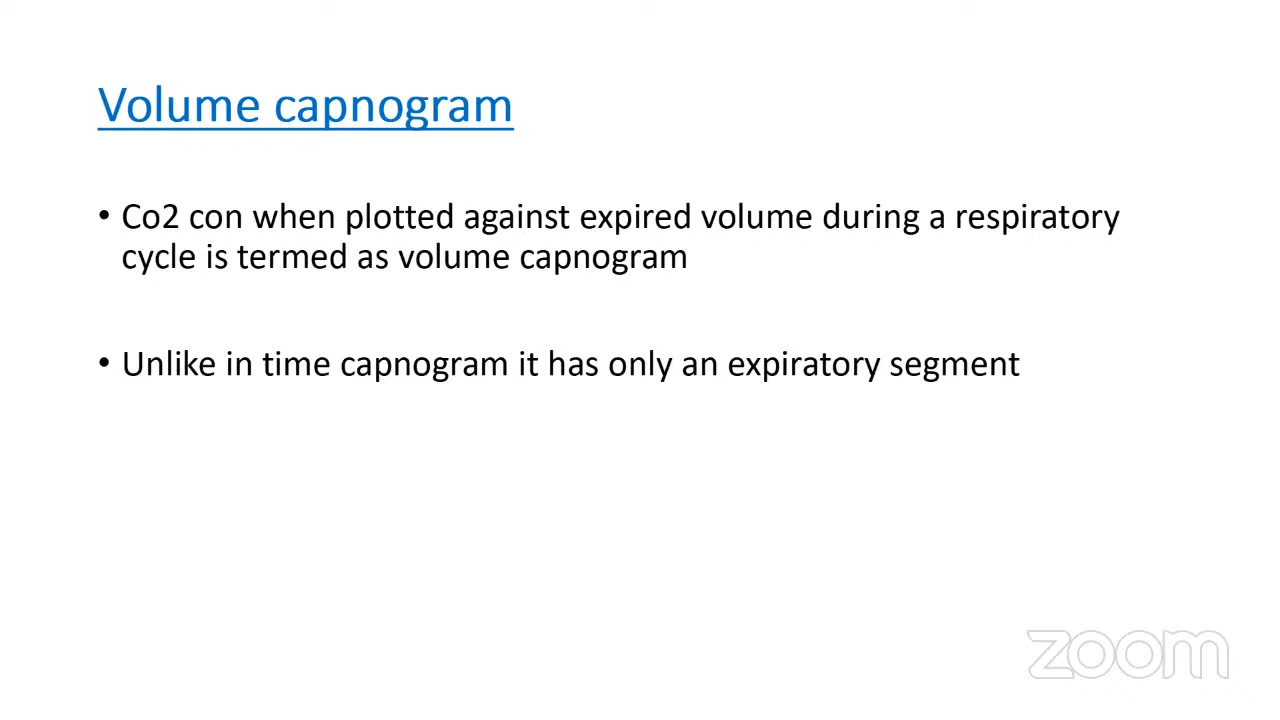 Volume capnogram
• Co2 con when plotted against expired volume during a respiratory
cycle is termed as volume capnogram
• Unlike in time capnogram it has only an expiratory segment
zoom